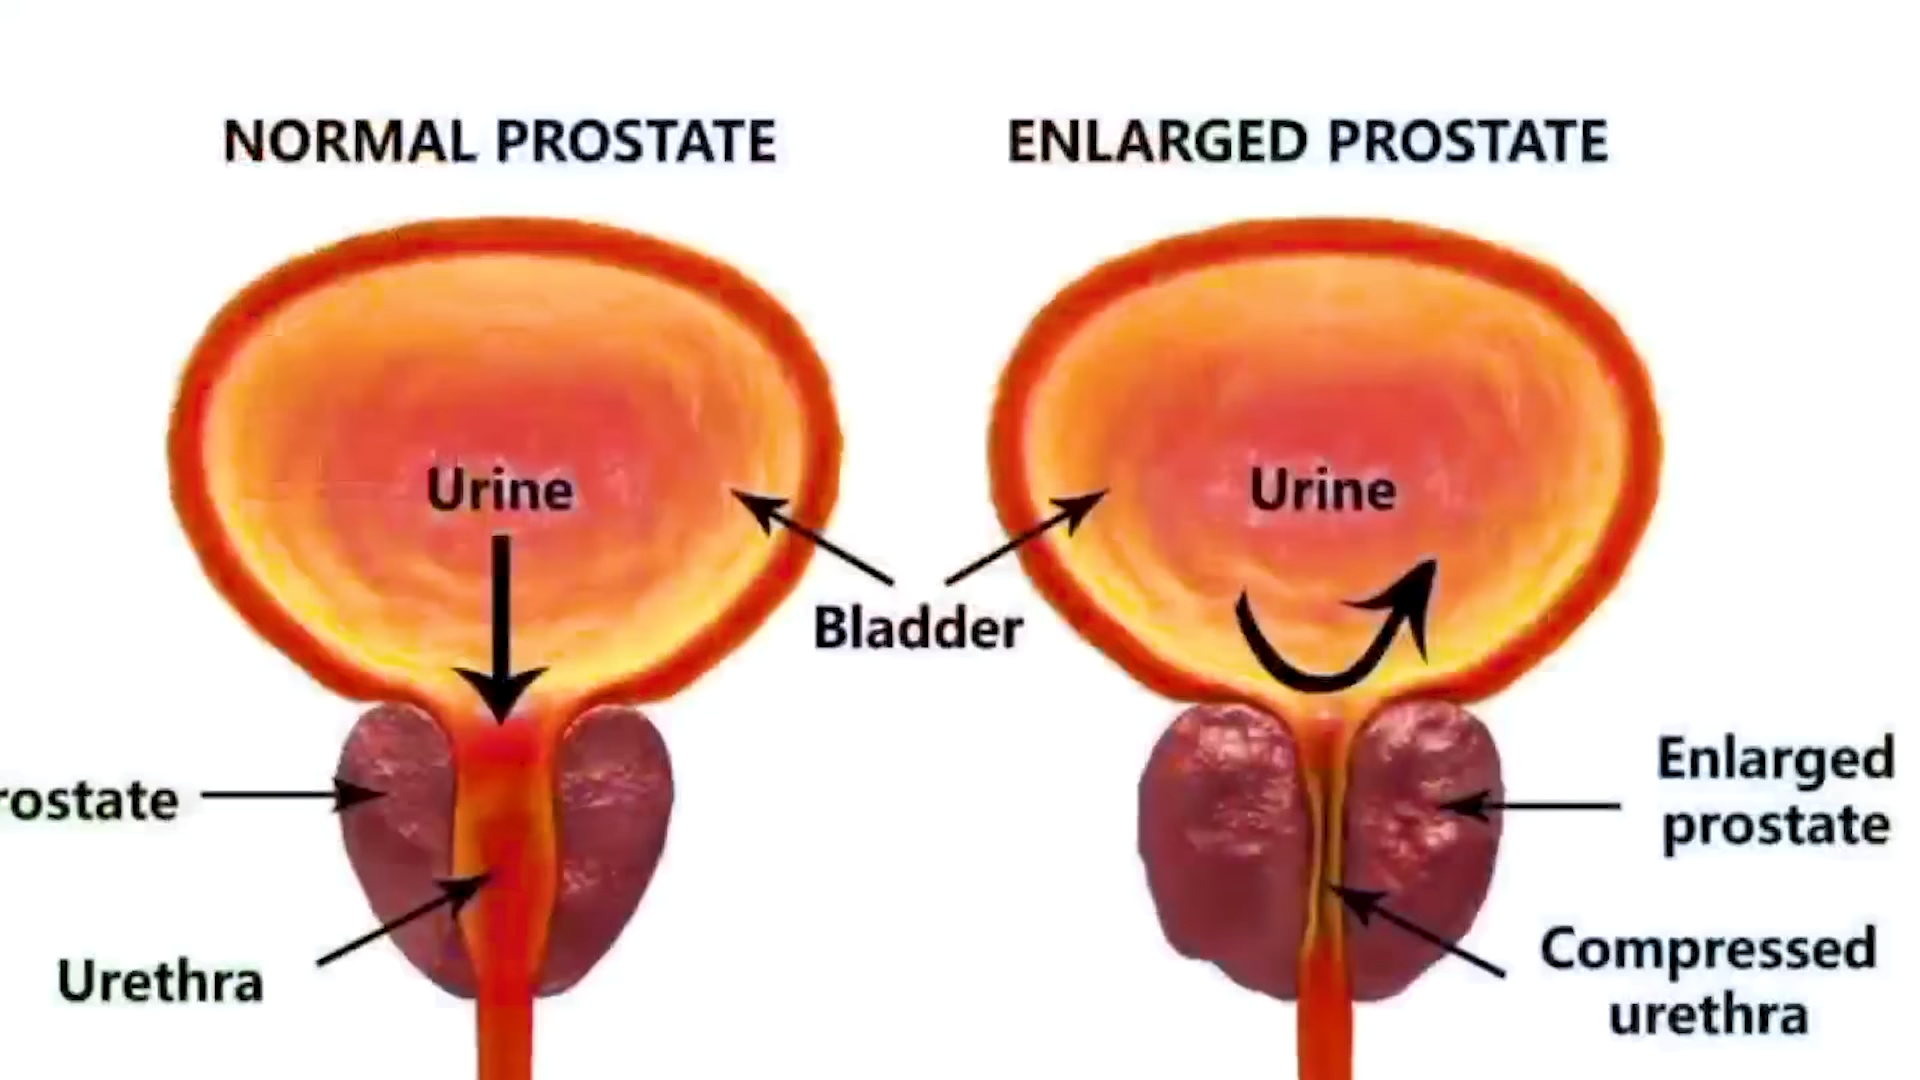 NORMAL PROSTATE
ENLARGED PROSTATE
Urine
Urine
Bladder
rostate
Urethra
Enlarged
prostate
Compressed
urethra